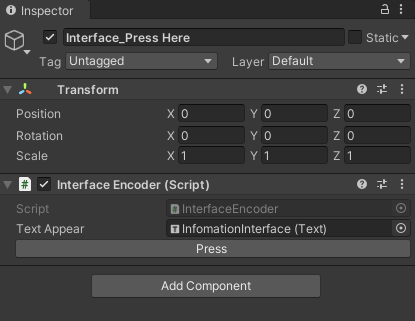 Inspector
Interface_Press Here Static
Tag Untagged Layer Default
Transform
Position X 0 Y 0 Z 0
Rotation X 0 Y 0 Z 0
Scale X 1 Y 1 Z 1
# Interface Encoder (Script)
Script # InterfaceEncoder
Text Appear T InfomationInterface (Text)
Press
Add Component